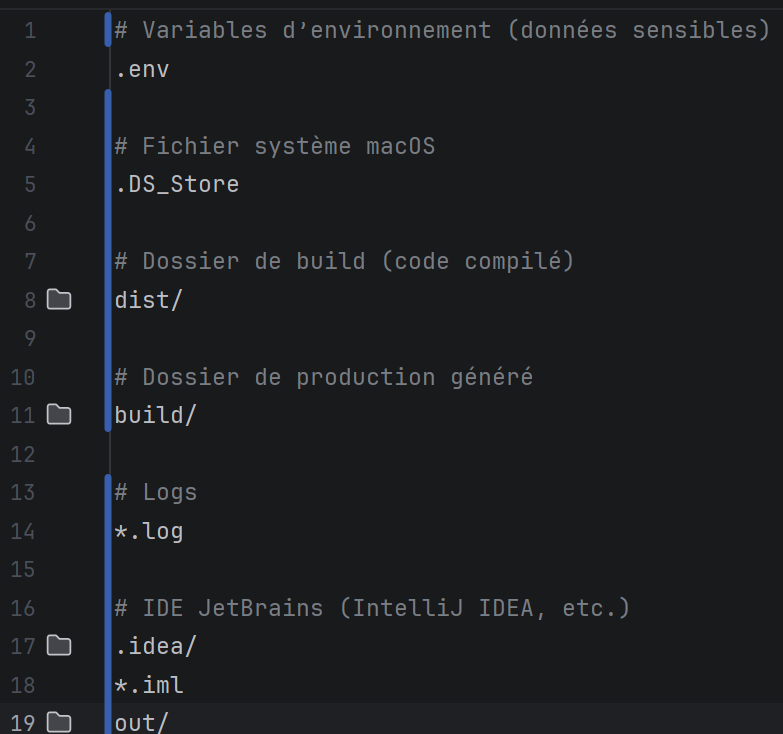 1 # Variables d’environnement (données sensibles)
2 .env
3
4 # Fichier système macOS
5 .DS_Store
6
7 # Dossier de build (code compilé)
8 dist/
9
10 # Dossier de production généré
11 build/
12
13 # Logs
14 *.log
15
16 # IDE JetBrains (IntelliJ IDEA, etc.)
17 .idea/
18 *.iml
19 out/